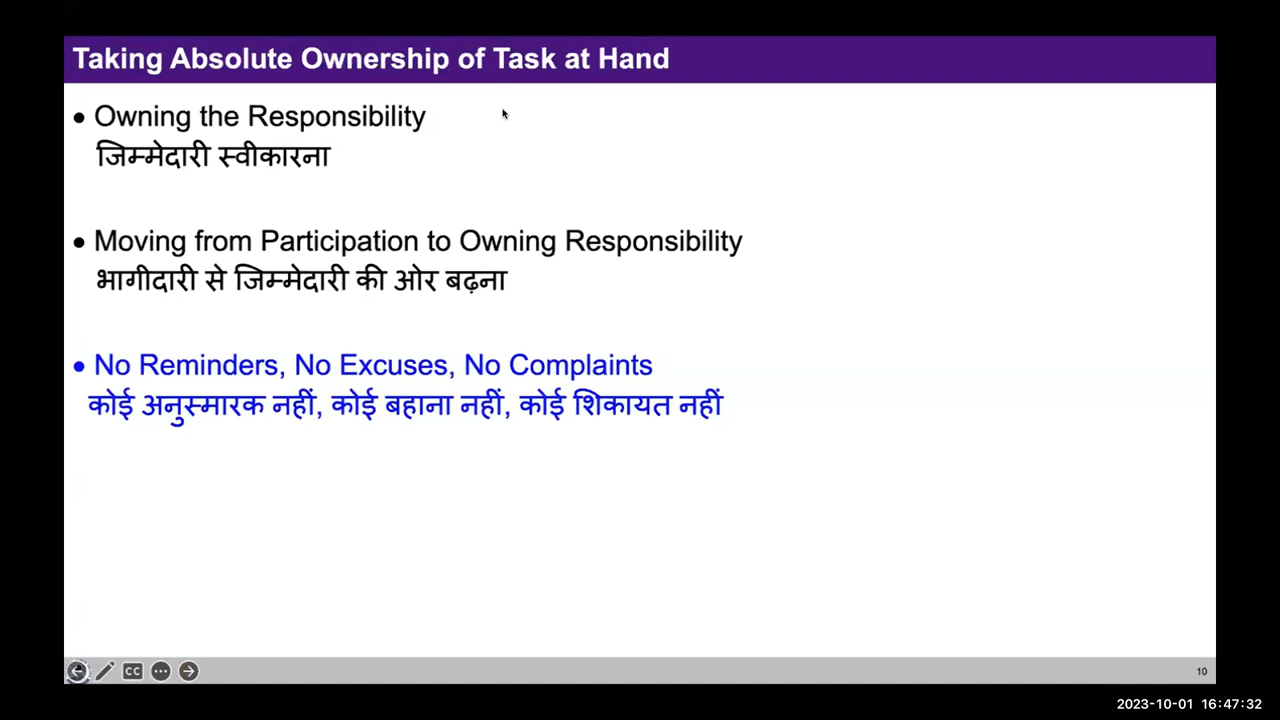 Taking Absolute Ownership of Task at Hand
• Owning the Responsibility
जिम्मेदारी स्वीकारना
• Moving from Participation to Owning Responsibility
भागीदारी से जिम्मेदारी की ओर बढ़ना
• No Reminders, No Excuses, No Complaints
कोई अनुस्मारक नहीं, कोई बहाना नहीं, कोई शिकायत नहीं
CC
10
2023-10-01 16:47:32